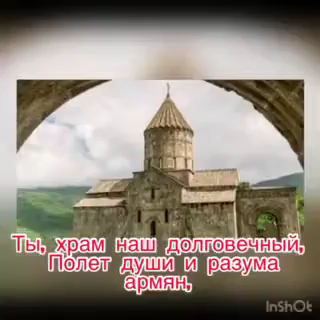 Ты, храм наш долговечный,
Полет души и разума
армян,
InShOt